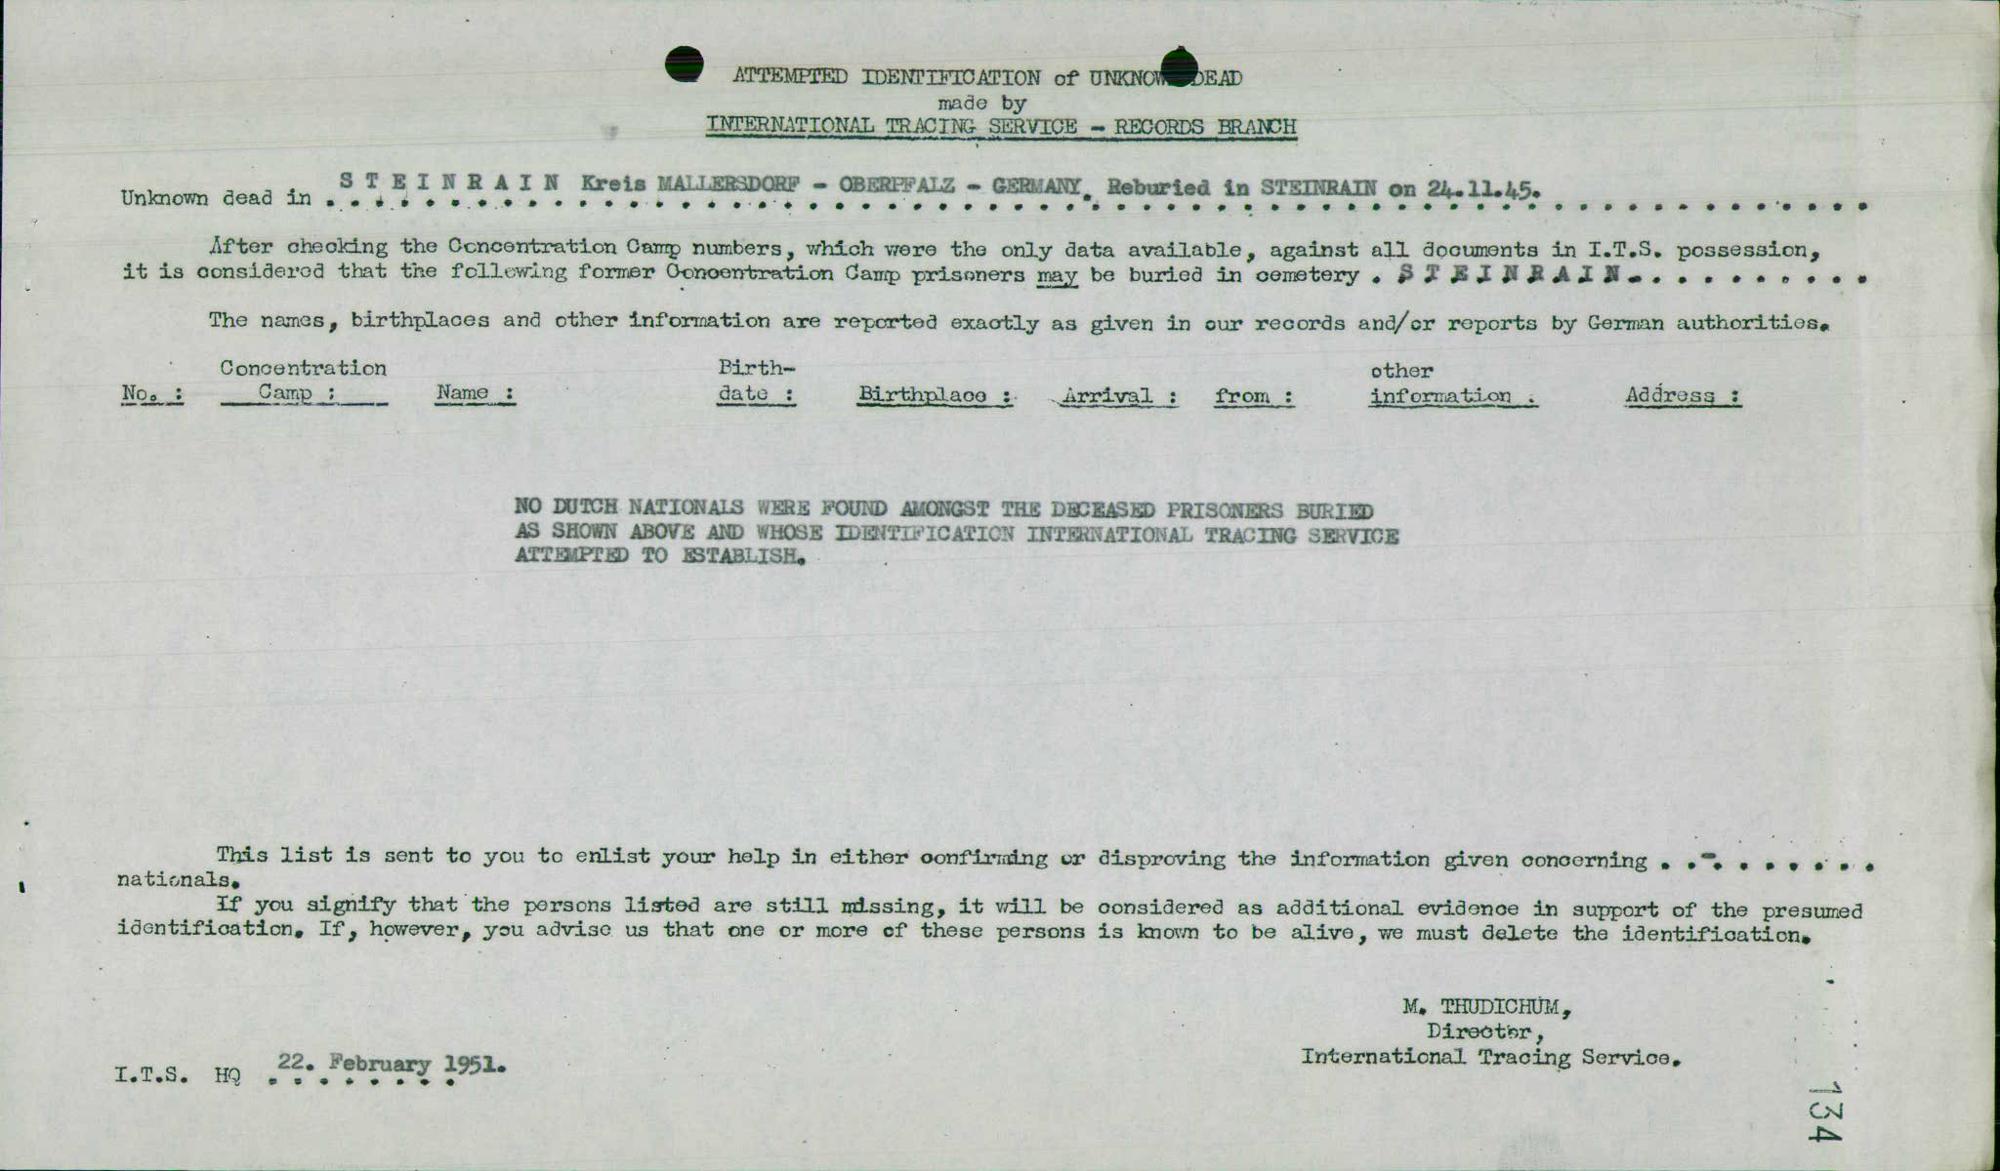 ATTEMPTED IDENTIFICATION of UNKNOWN DEAD
made by
INTERNATIONAL TRACING SERVICE - RECORDS BRANCH
Unknown dead in S T E I N R A I N Kreis MALLERSDORF - OBERPFALZ - GERMANY. Reburied in STEINRAIN on 24.11.45.
After checking the Concentration Camp numbers, which were the only data available, against all documents in I.T.S. possession,
it is considered that the following former Concentration Camp prisoners may be buried in cemetery . S T E I N R A I N . . . . . . . . . .
The names, birthplaces and other information are reported exactly as given in our records and/or reports by German authorities.
No. : Concentration Camp : Name : Birth-date : Birthplace : Arrival : from : other information : Address :
NO DUTCH NATIONALS WERE FOUND AMONGST THE DECEASED PRISONERS BURIED
AS SHOWN ABOVE AND WHOSE IDENTIFICATION INTERNATIONAL TRACING SERVICE
ATTEMPTED TO ESTABLISH.
This list is sent to you to enlist your help in either confirming or disproving the information given concerning . . - . . . . . . .
nationals.
If you signify that the persons listed are still missing, it will be considered as additional evidence in support of the presumed
identification. If, however, you advise us that one or more of these persons is known to be alive, we must delete the identification.
M. THUDICHUM,
Director,
International Tracing Service.
I.T.S. HQ 22. February 1951.
134